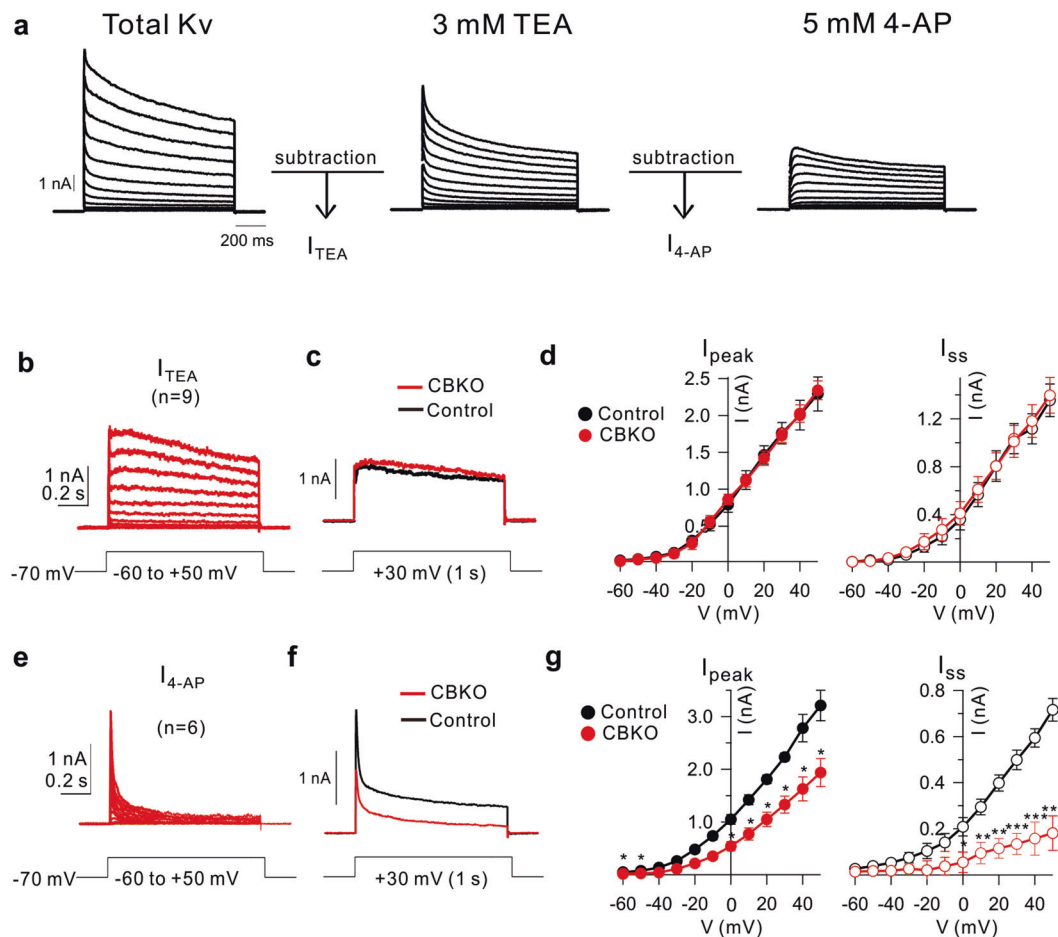 a
Total Kv
3 mM TEA
5 mM 4-AP
1 nA
200 ms
subtraction
I_TEA
subtraction
I_4-AP
b
I_TEA
(n=9)
1 nA
0.2 s
-70 mV
-60 to +50 mV
c
CBKO
Control
1 nA
+30 mV (1 s)
d
Control
CBKO
I_peak
I (nA)
2.5
2.0
1.5
1.0
0.5
-60 -40 -20 0 20 40
V (mV)
I_ss
I (nA)
1.2
0.8
0.4
-60 -40 -20 0 20 40
V (mV)
e
I_4-AP
(n=6)
1 nA
0.2 s
-70 mV
-60 to +50 mV
f
CBKO
Control
1 nA
+30 mV (1 s)
g
Control
CBKO
I_peak
I (nA)
3.0
2.0
1.0
* * * * * * * *
-60 -40 -20 0 20 40
V (mV)
I_ss
I (nA)
0.8
0.6
0.4
0.2
* ** ** *** *** **
-60 -40 -20 0 20 40
V (mV)